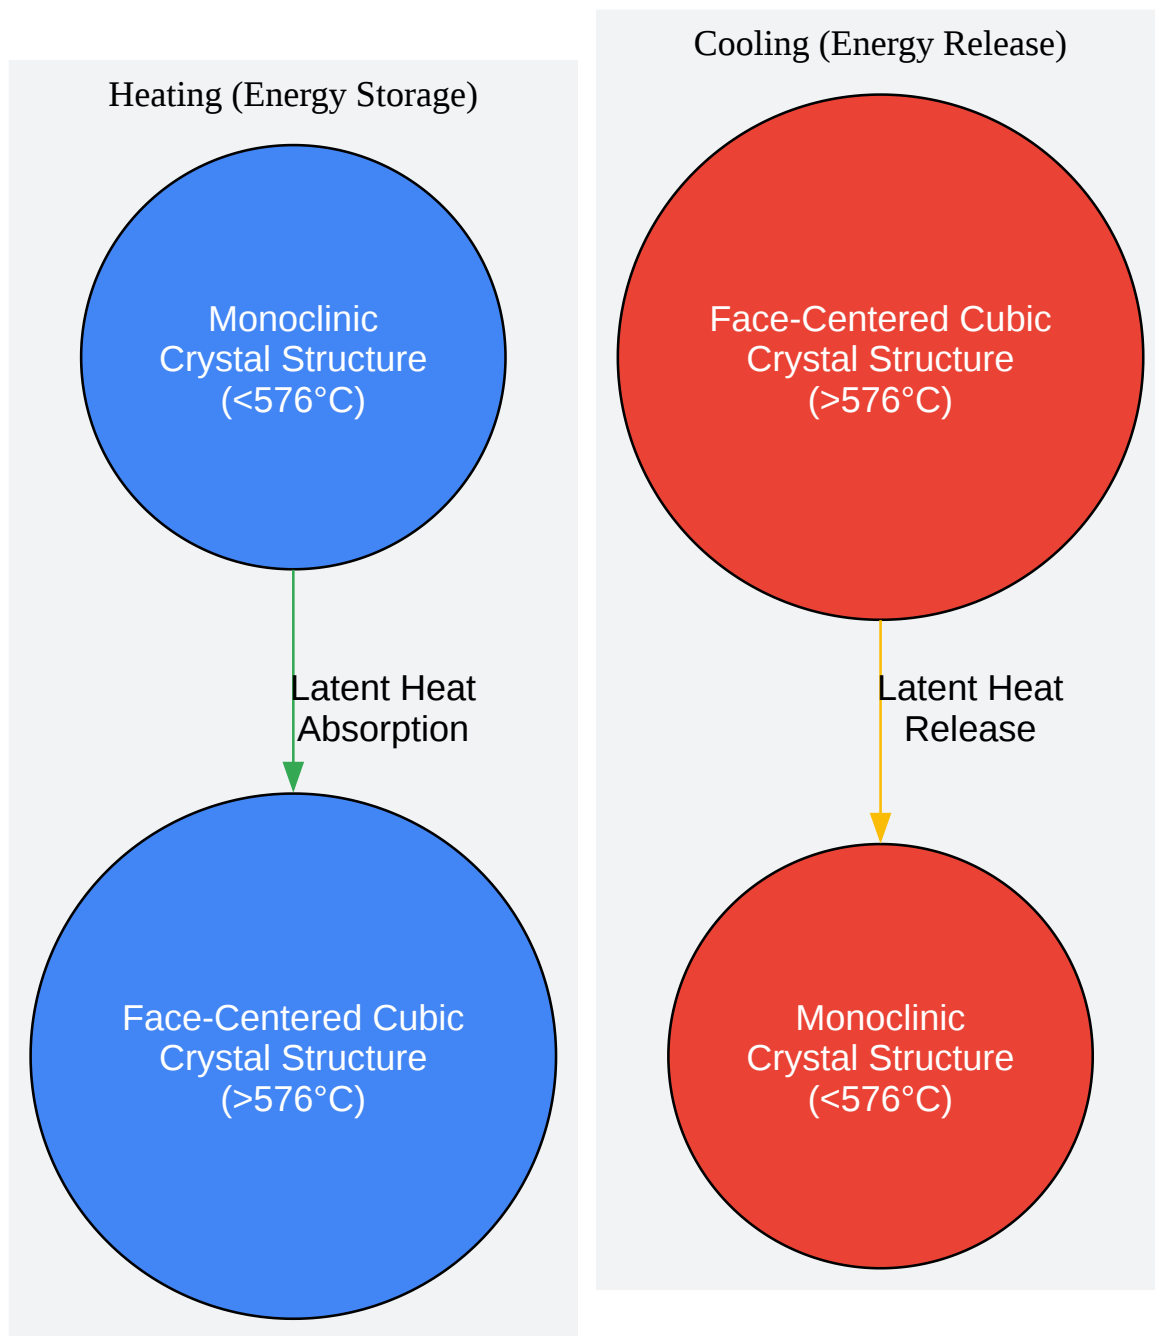 Heating (Energy Storage)
Monoclinic
Crystal Structure
(<576°C)
Latent Heat
Absorption
Face-Centered Cubic
Crystal Structure
(>576°C)
Cooling (Energy Release)
Face-Centered Cubic
Crystal Structure
(>576°C)
Latent Heat
Release
Monoclinic
Crystal Structure
(<576°C)